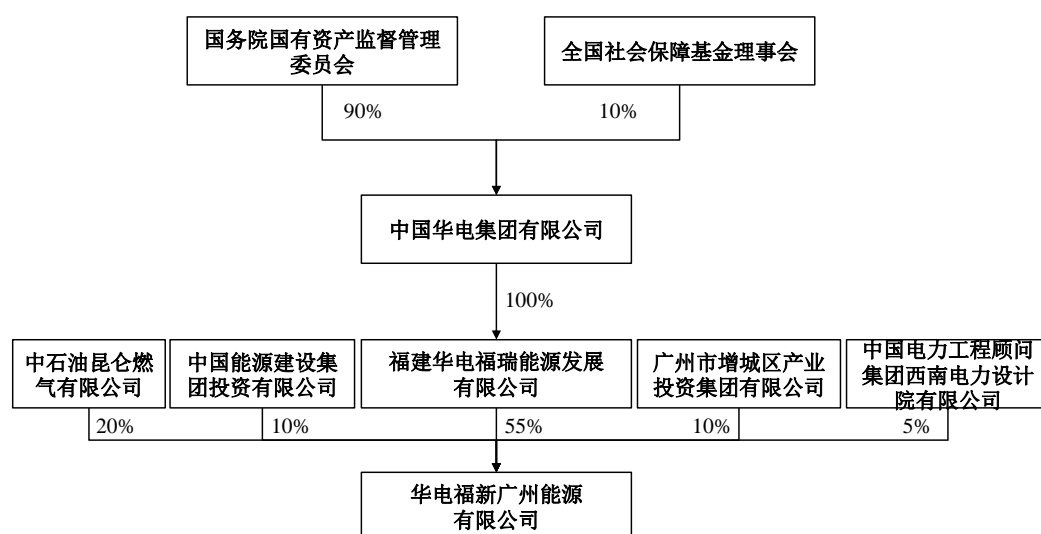 国务院国有资产监督管理
委员会
全国社会保障基金理事会
90%
10%
中国华电集团有限公司
100%
中石油昆仑燃
气有限公司
中国能源建设集
团投资有限公司
福建华电福瑞能源发展
有限公司
广州市增城区产业
投资集团有限公司
中国电力工程顾问
集团西南电力设计
院有限公司
20%
10%
55%
10%
5%
华电福新广州能源
有限公司